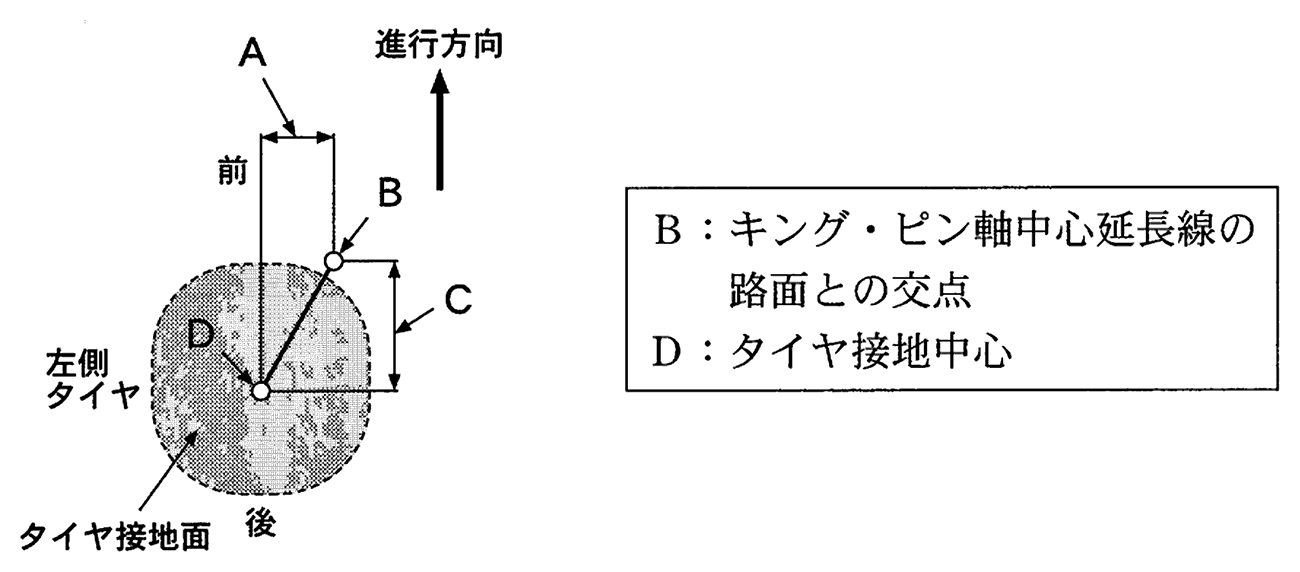 A
進行方向
前
B
C
D
左側
タイヤ
タイヤ接地面
後
B：キング・ピン軸中心延長線の
路面との交点
D：タイヤ接地中心